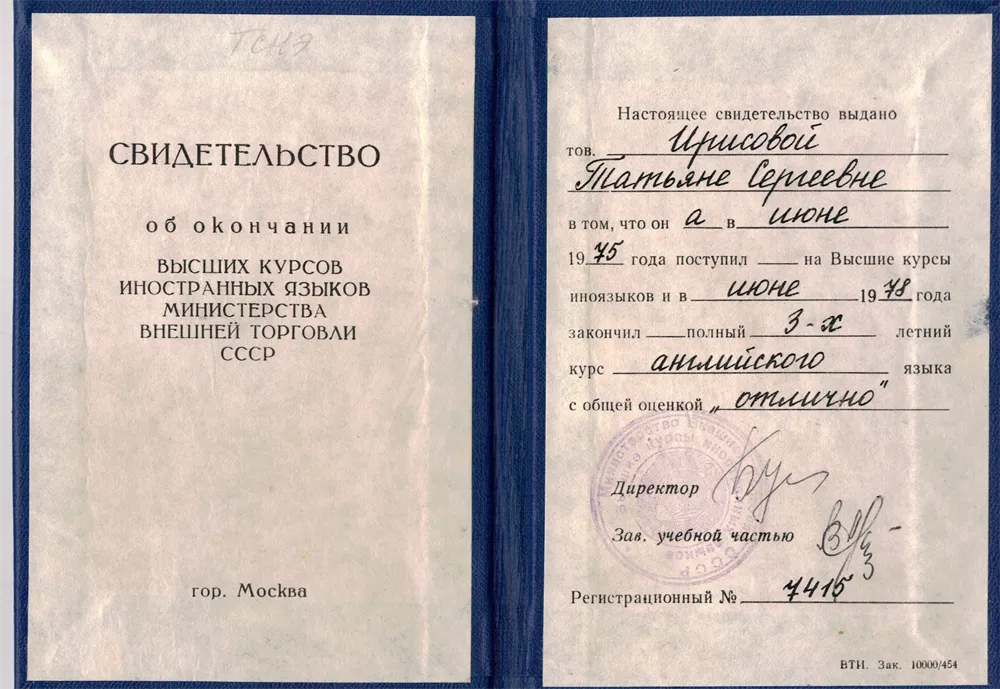 СВИДЕТЕЛЬСТВО
об окончании
ВЫСШИХ КУРСОВ
ИНОСТРАННЫХ ЯЗЫКОВ
МИНИСТЕРСТВА
ВНЕШНЕЙ ТОРГОВЛИ
СССР
гор. Москва
Настоящее свидетельство выдано
тов. Ирисовой
Татьяне Сергеевне
в том, что он а в июне
1975 года поступил на Высшие курсы
иноязыков и в июне 1978 года
закончил полный 3-х летний
курс английского языка
с общей оценкой „отлично"
Директор
Зав. учебной частью
Регистрационный № 7415
ВТИ. Зак. 10000/454